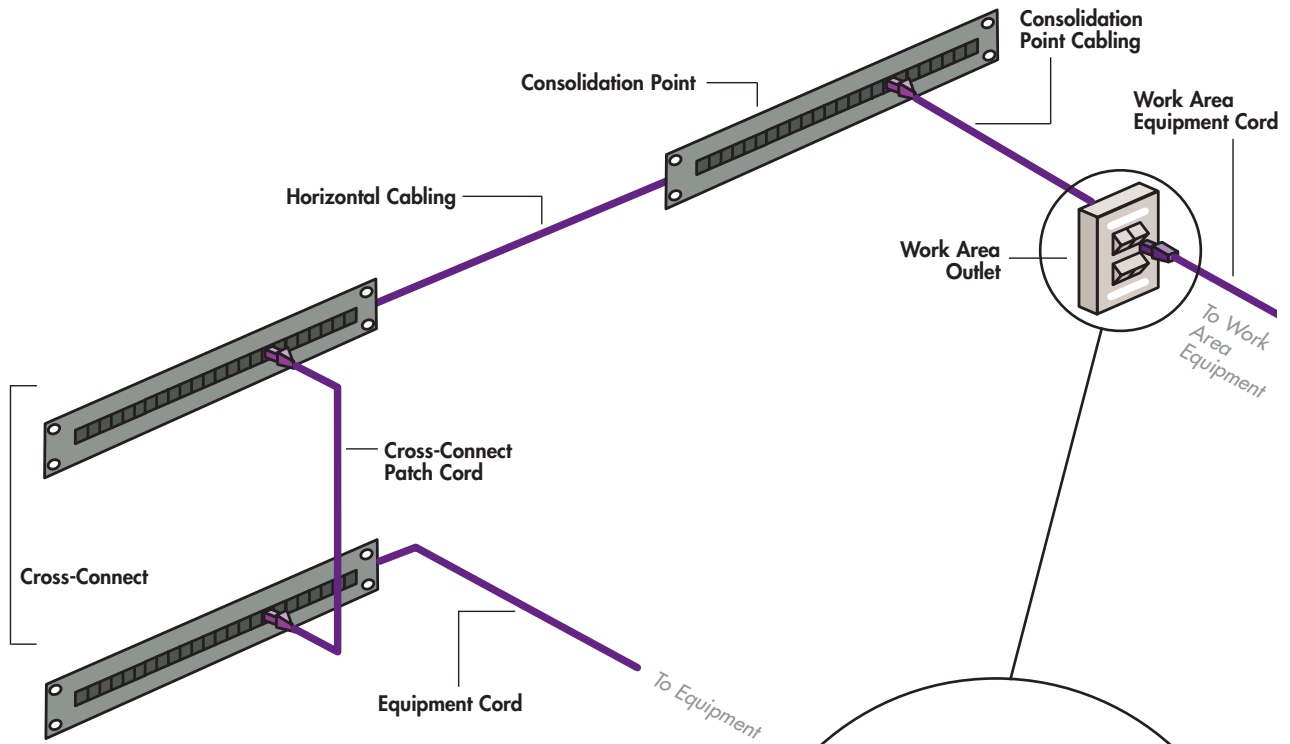 Consolidation
Point Cabling
Consolidation Point
Work Area
Equipment Cord
Horizontal Cabling
Work Area
Outlet
To Work
Area
Equipment
Cross-Connect
Patch Cord
Cross-Connect
Equipment Cord
To Equipment